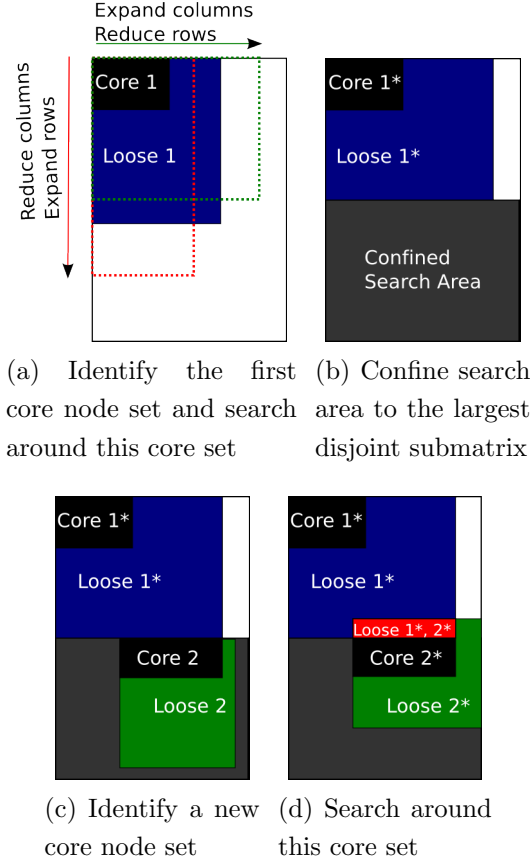 Expand columns
Reduce rows
Reduce columns
Expand rows
Core 1
Loose 1
Core 1*
Loose 1*
Confined
Search Area
(a) Identify the first
core node set and search
around this core set
(b) Confine search
area to the largest
disjoint submatrix
Core 1*
Loose 1*
Core 2
Loose 2
Core 1*
Loose 1*
Loose 1*, 2*
Core 2*
Loose 2*
(c) Identify a new
core node set
(d) Search around
this core set